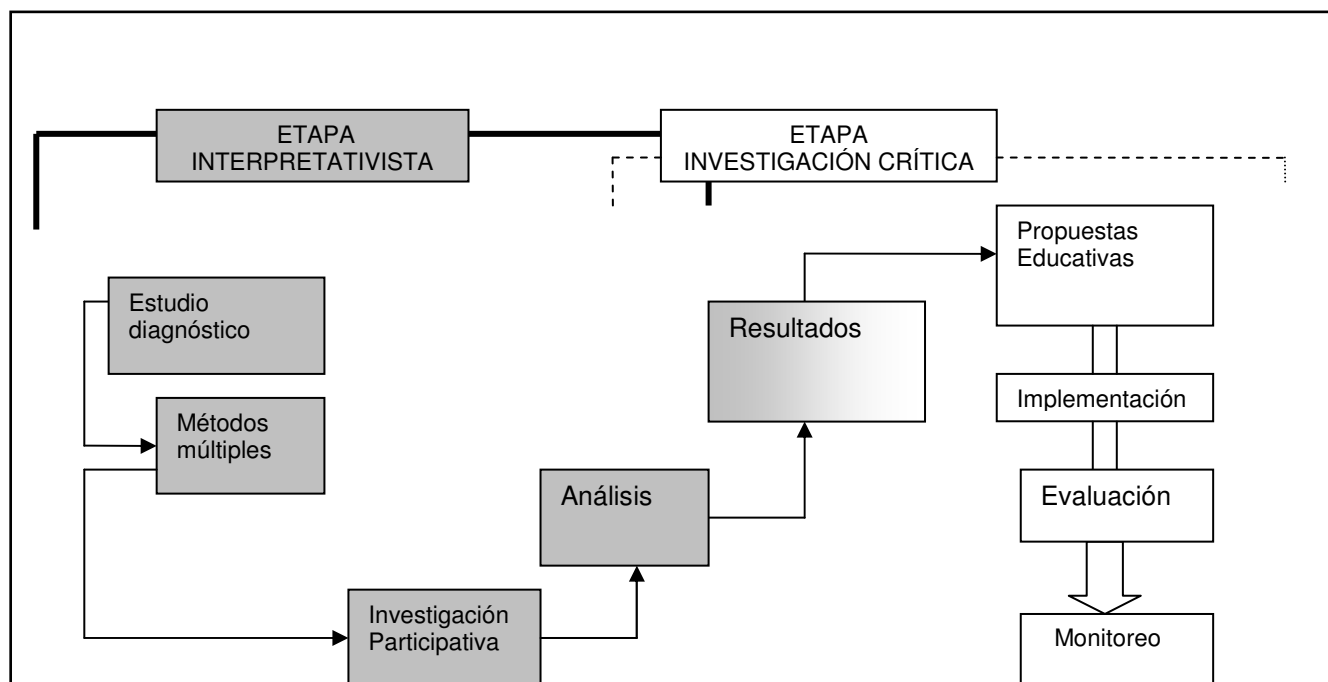 ETAPA
INTERPRETATIVISTA
ETAPA
INVESTIGACIÓN CRÍTICA
Estudio
diagnóstico
Métodos
múltiples
Investigación
Participativa
Análisis
Resultados
Propuestas
Educativas
Implementación
Evaluación
Monitoreo